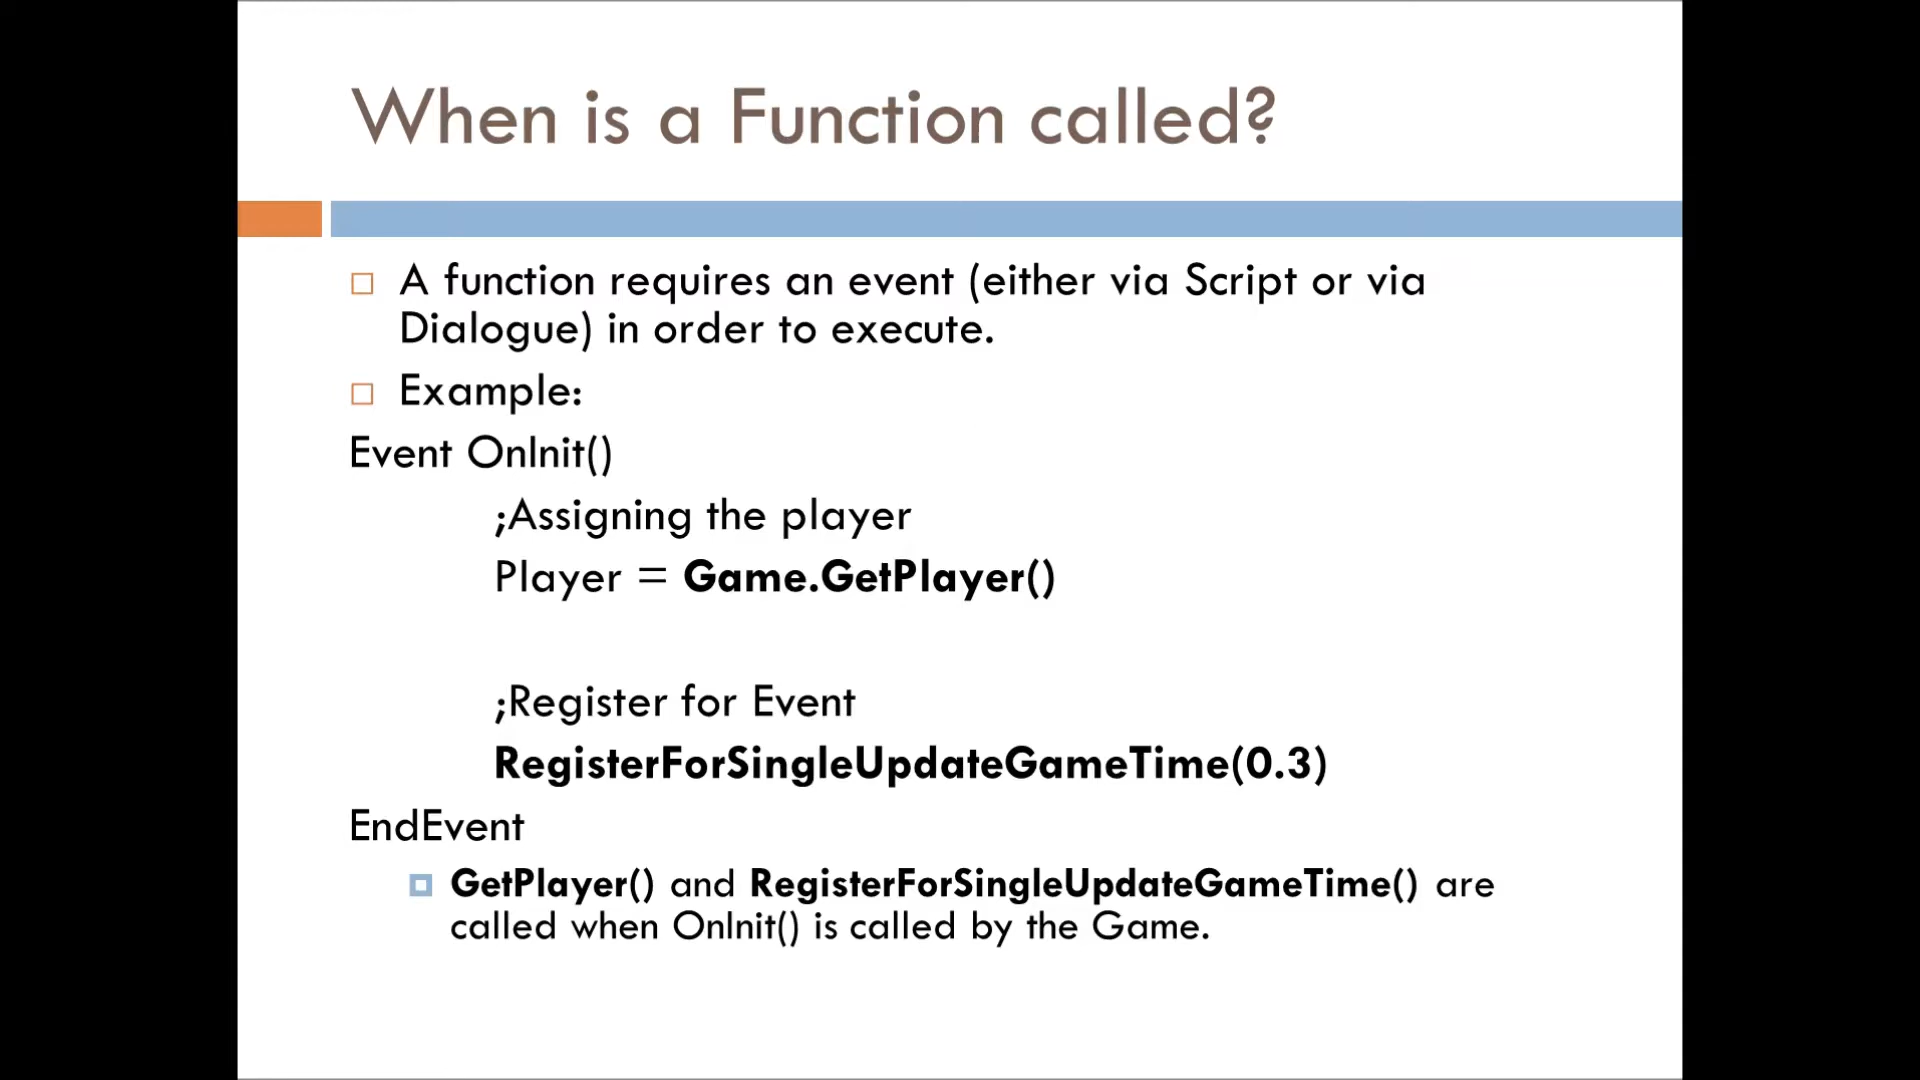 When is a Function called?
A function requires an event (either via Script or via
Dialogue) in order to execute.
Example:
Event OnInit()
;Assigning the player
Player = Game.GetPlayer()
;Register for Event
RegisterForSingleUpdateGameTime(0.3)
EndEvent
GetPlayer() and RegisterForSingleUpdateGameTime() are
called when OnInit() is called by the Game.